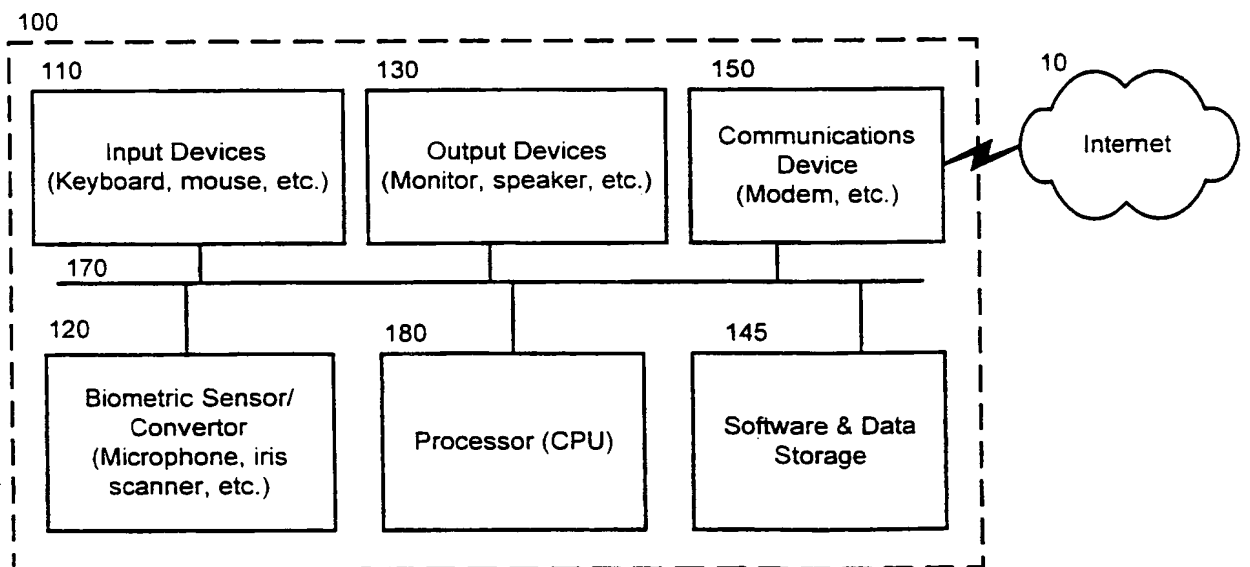 100
110
130
150
10
Input Devices
(Keyboard, mouse, etc.)
Output Devices
(Monitor, speaker, etc.)
Communications
Device
(Modem, etc.)
Internet
170
120
180
145
Biometric Sensor/
Convertor
(Microphone, iris
scanner, etc.)
Processor (CPU)
Software & Data
Storage